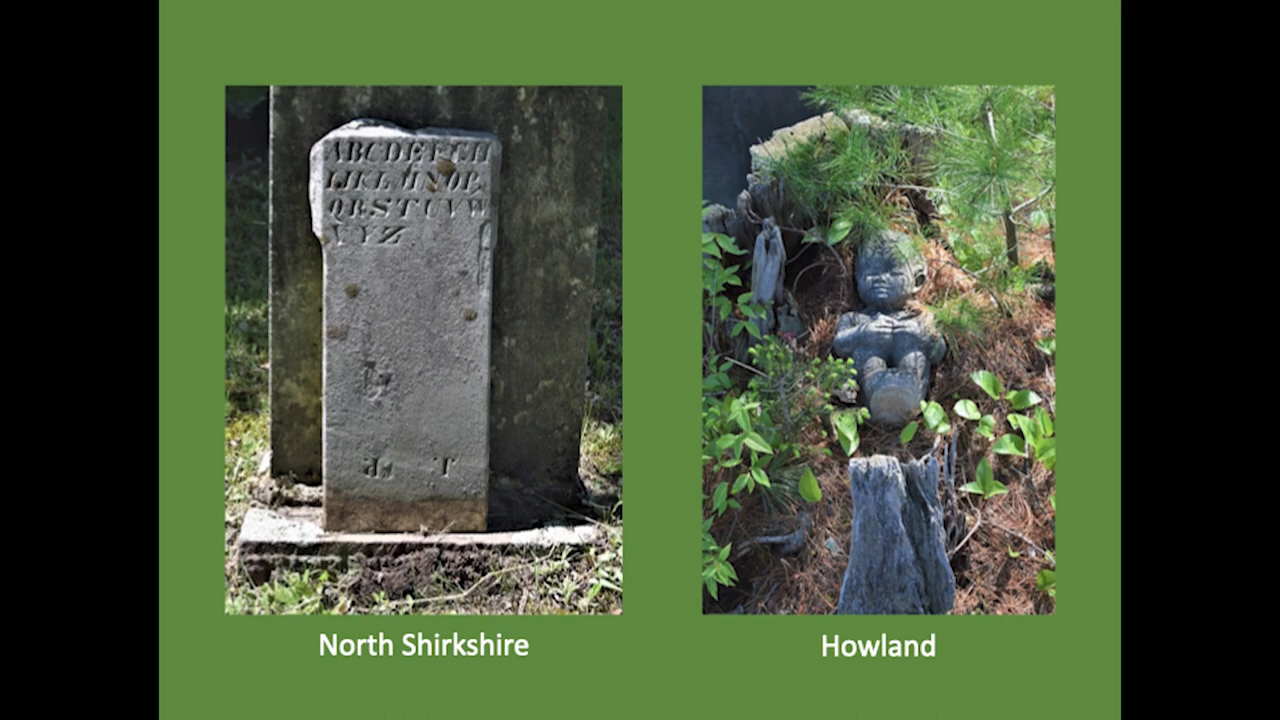 ABCDEFGH
IJKLMNOP
QRSTUVW
XYZ
North Shirkshire
Howland